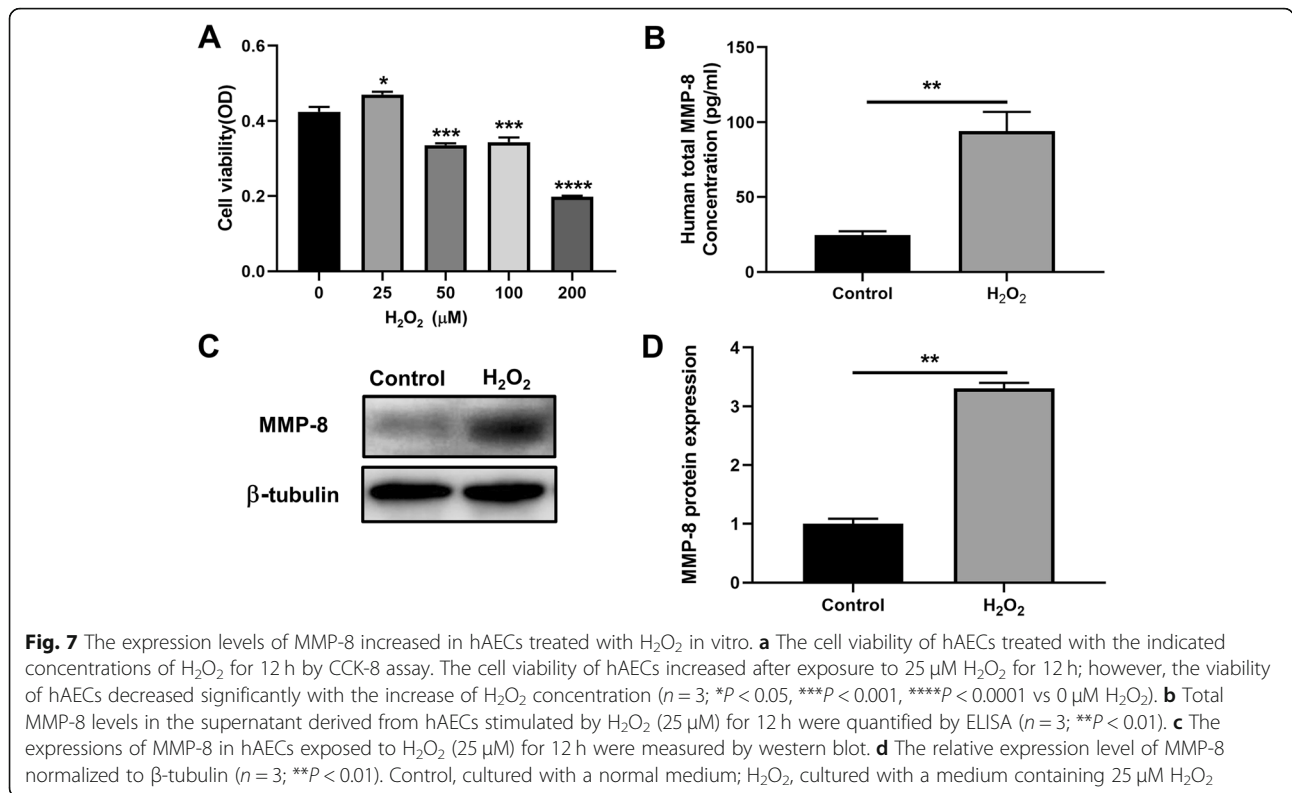 A
0.6
0.4
0.2
0.0
Cell viability(OD)
*
***
***
****
0 25 50 100 200
H₂O₂ (μM)
B
150
100
50
0
Human total MMP-8
Concentration (pg/ml)
**
Control H₂O₂
C
Control H₂O₂
MMP-8
β-tubulin
D
4
3
2
1
0
MMP-8 protein expression
**
Control H₂O₂
Fig. 7 The expression levels of MMP-8 increased in hAECs treated with H₂O₂ in vitro. a The cell viability of hAECs treated with the indicated
concentrations of H₂O₂ for 12 h by CCK-8 assay. The cell viability of hAECs increased after exposure to 25 μM H₂O₂ for 12 h; however, the viability
of hAECs decreased significantly with the increase of H₂O₂ concentration (n = 3; *P < 0.05, ***P < 0.001, ****P < 0.0001 vs 0 μM H₂O₂). b Total
MMP-8 levels in the supernatant derived from hAECs stimulated by H₂O₂ (25 μM) for 12 h were quantified by ELISA (n = 3; **P < 0.01). c The
expressions of MMP-8 in hAECs exposed to H₂O₂ (25 μM) for 12 h were measured by western blot. d The relative expression level of MMP-8
normalized to β-tubulin (n = 3; **P < 0.01). Control, cultured with a normal medium; H₂O₂, cultured with a medium containing 25 μM H₂O₂